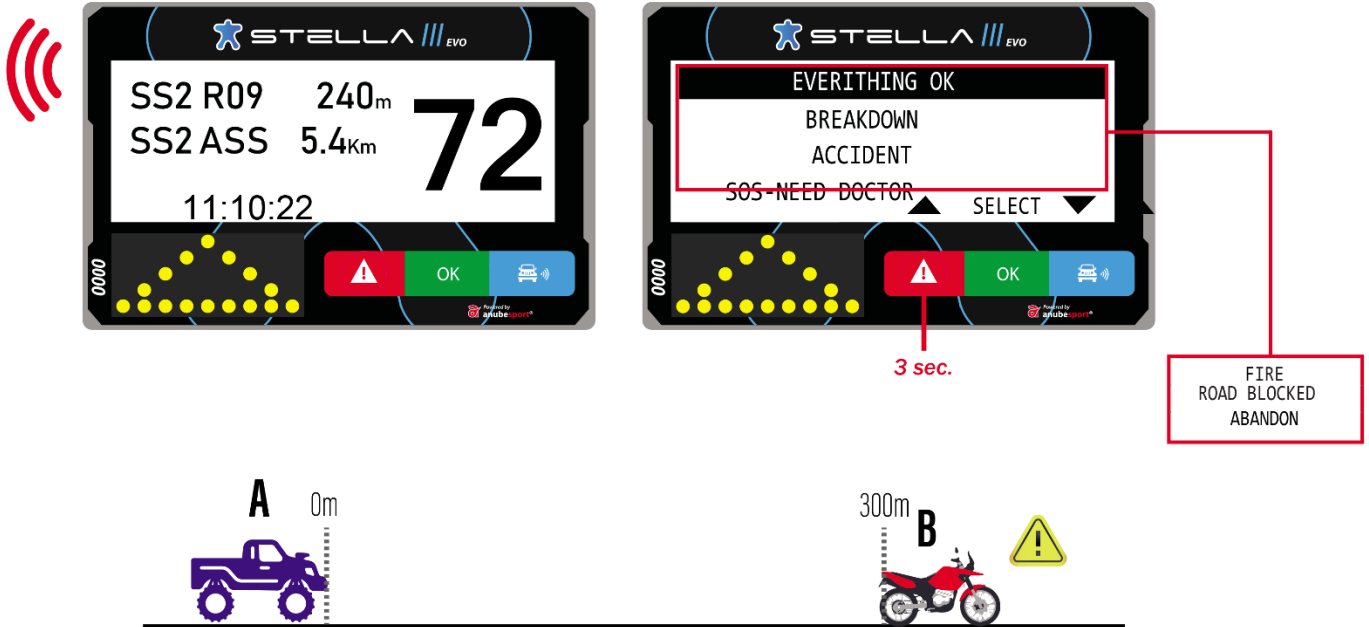 STELLA /// EVO
SS2 R09 240m
SS2 ASS 5.4Km
72
11:10:22
0000
OK
Powered by
anubesport®
STELLA /// EVO
EVERITHING OK
BREAKDOWN
ACCIDENT
SOS-NEED DOCTOR
SELECT
0000
OK
Powered by
anubesport®
3 sec.
FIRE
ROAD BLOCKED
ABANDON
A 0m
300m B